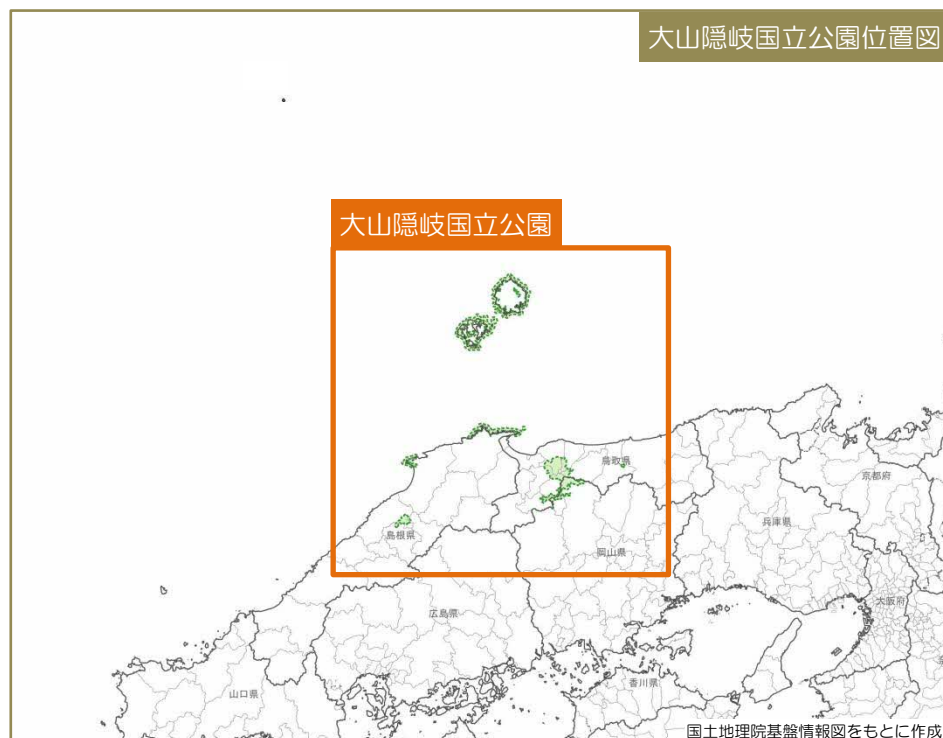 大山隠岐国立公園位置図
大山隠岐国立公園
鳥取県
京都府
兵庫県
島根県
岡山県
大阪府
広島県
香川県
山口県
国土地理院基盤情報図をもとに作成